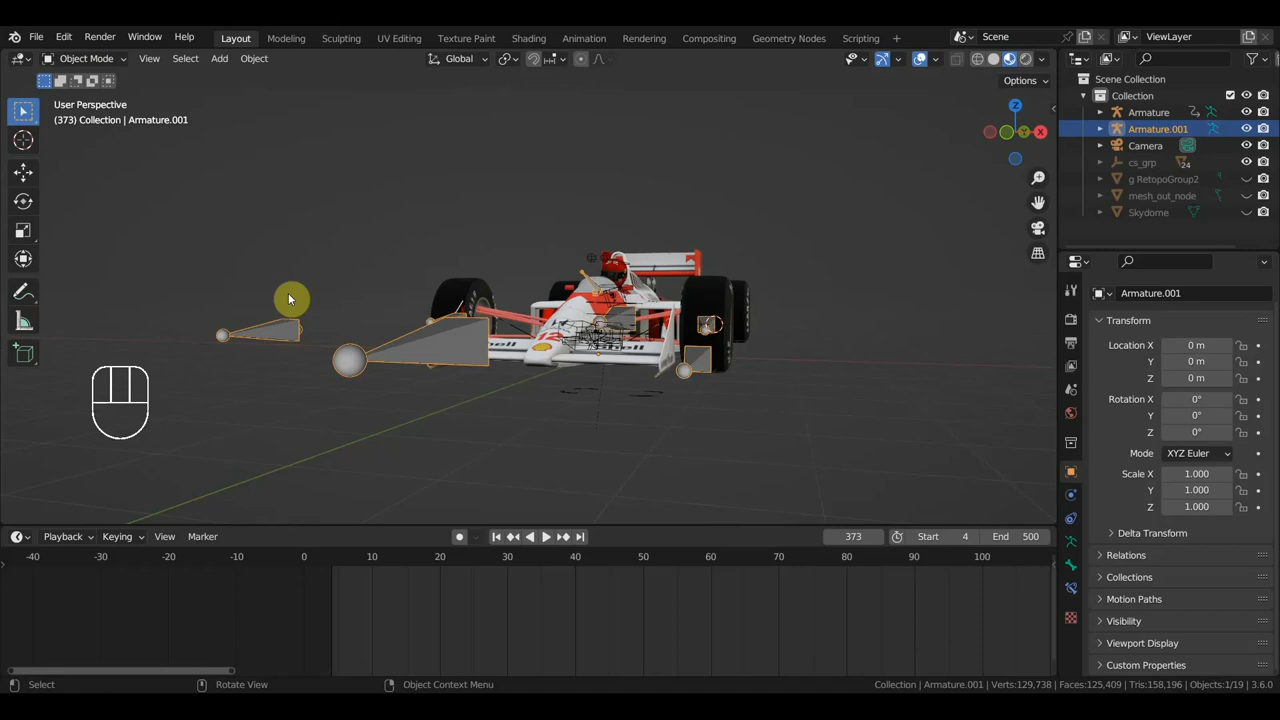 File Edit Render Window Help Layout Modeling Sculpting UV Editing Texture Paint Shading Animation Rendering Compositing Geometry Nodes Scripting + Scene ViewLayer
Object Mode View Select Add Object Global
Options
User Perspective
(373) Collection | Armature.001
Z
Y
X
Scene Collection
Collection
Armature
Armature.001
Camera
cs_grp 24
g RetopoGroup2
mesh_out_node
Skydome
Armature.001
Transform
Location X 0 m
Y 0 m
Z 0 m
Rotation X 0°
Y 0°
Z 0°
Mode XYZ Euler
Scale X 1.000
Y 1.000
Z 1.000
Delta Transform
Relations
Collections
Motion Paths
Visibility
Viewport Display
Custom Properties
Playback Keying View Marker 373 Start 4 End 500
-40 -30 -20 -10 0 10 20 30 40 50 60 70 80 90 100
Select Rotate View Object Context Menu Collection | Armature.001 | Verts:129,738 | Faces:125,409 | Tris:158,196 | Objects:1/19 | 3.6.0